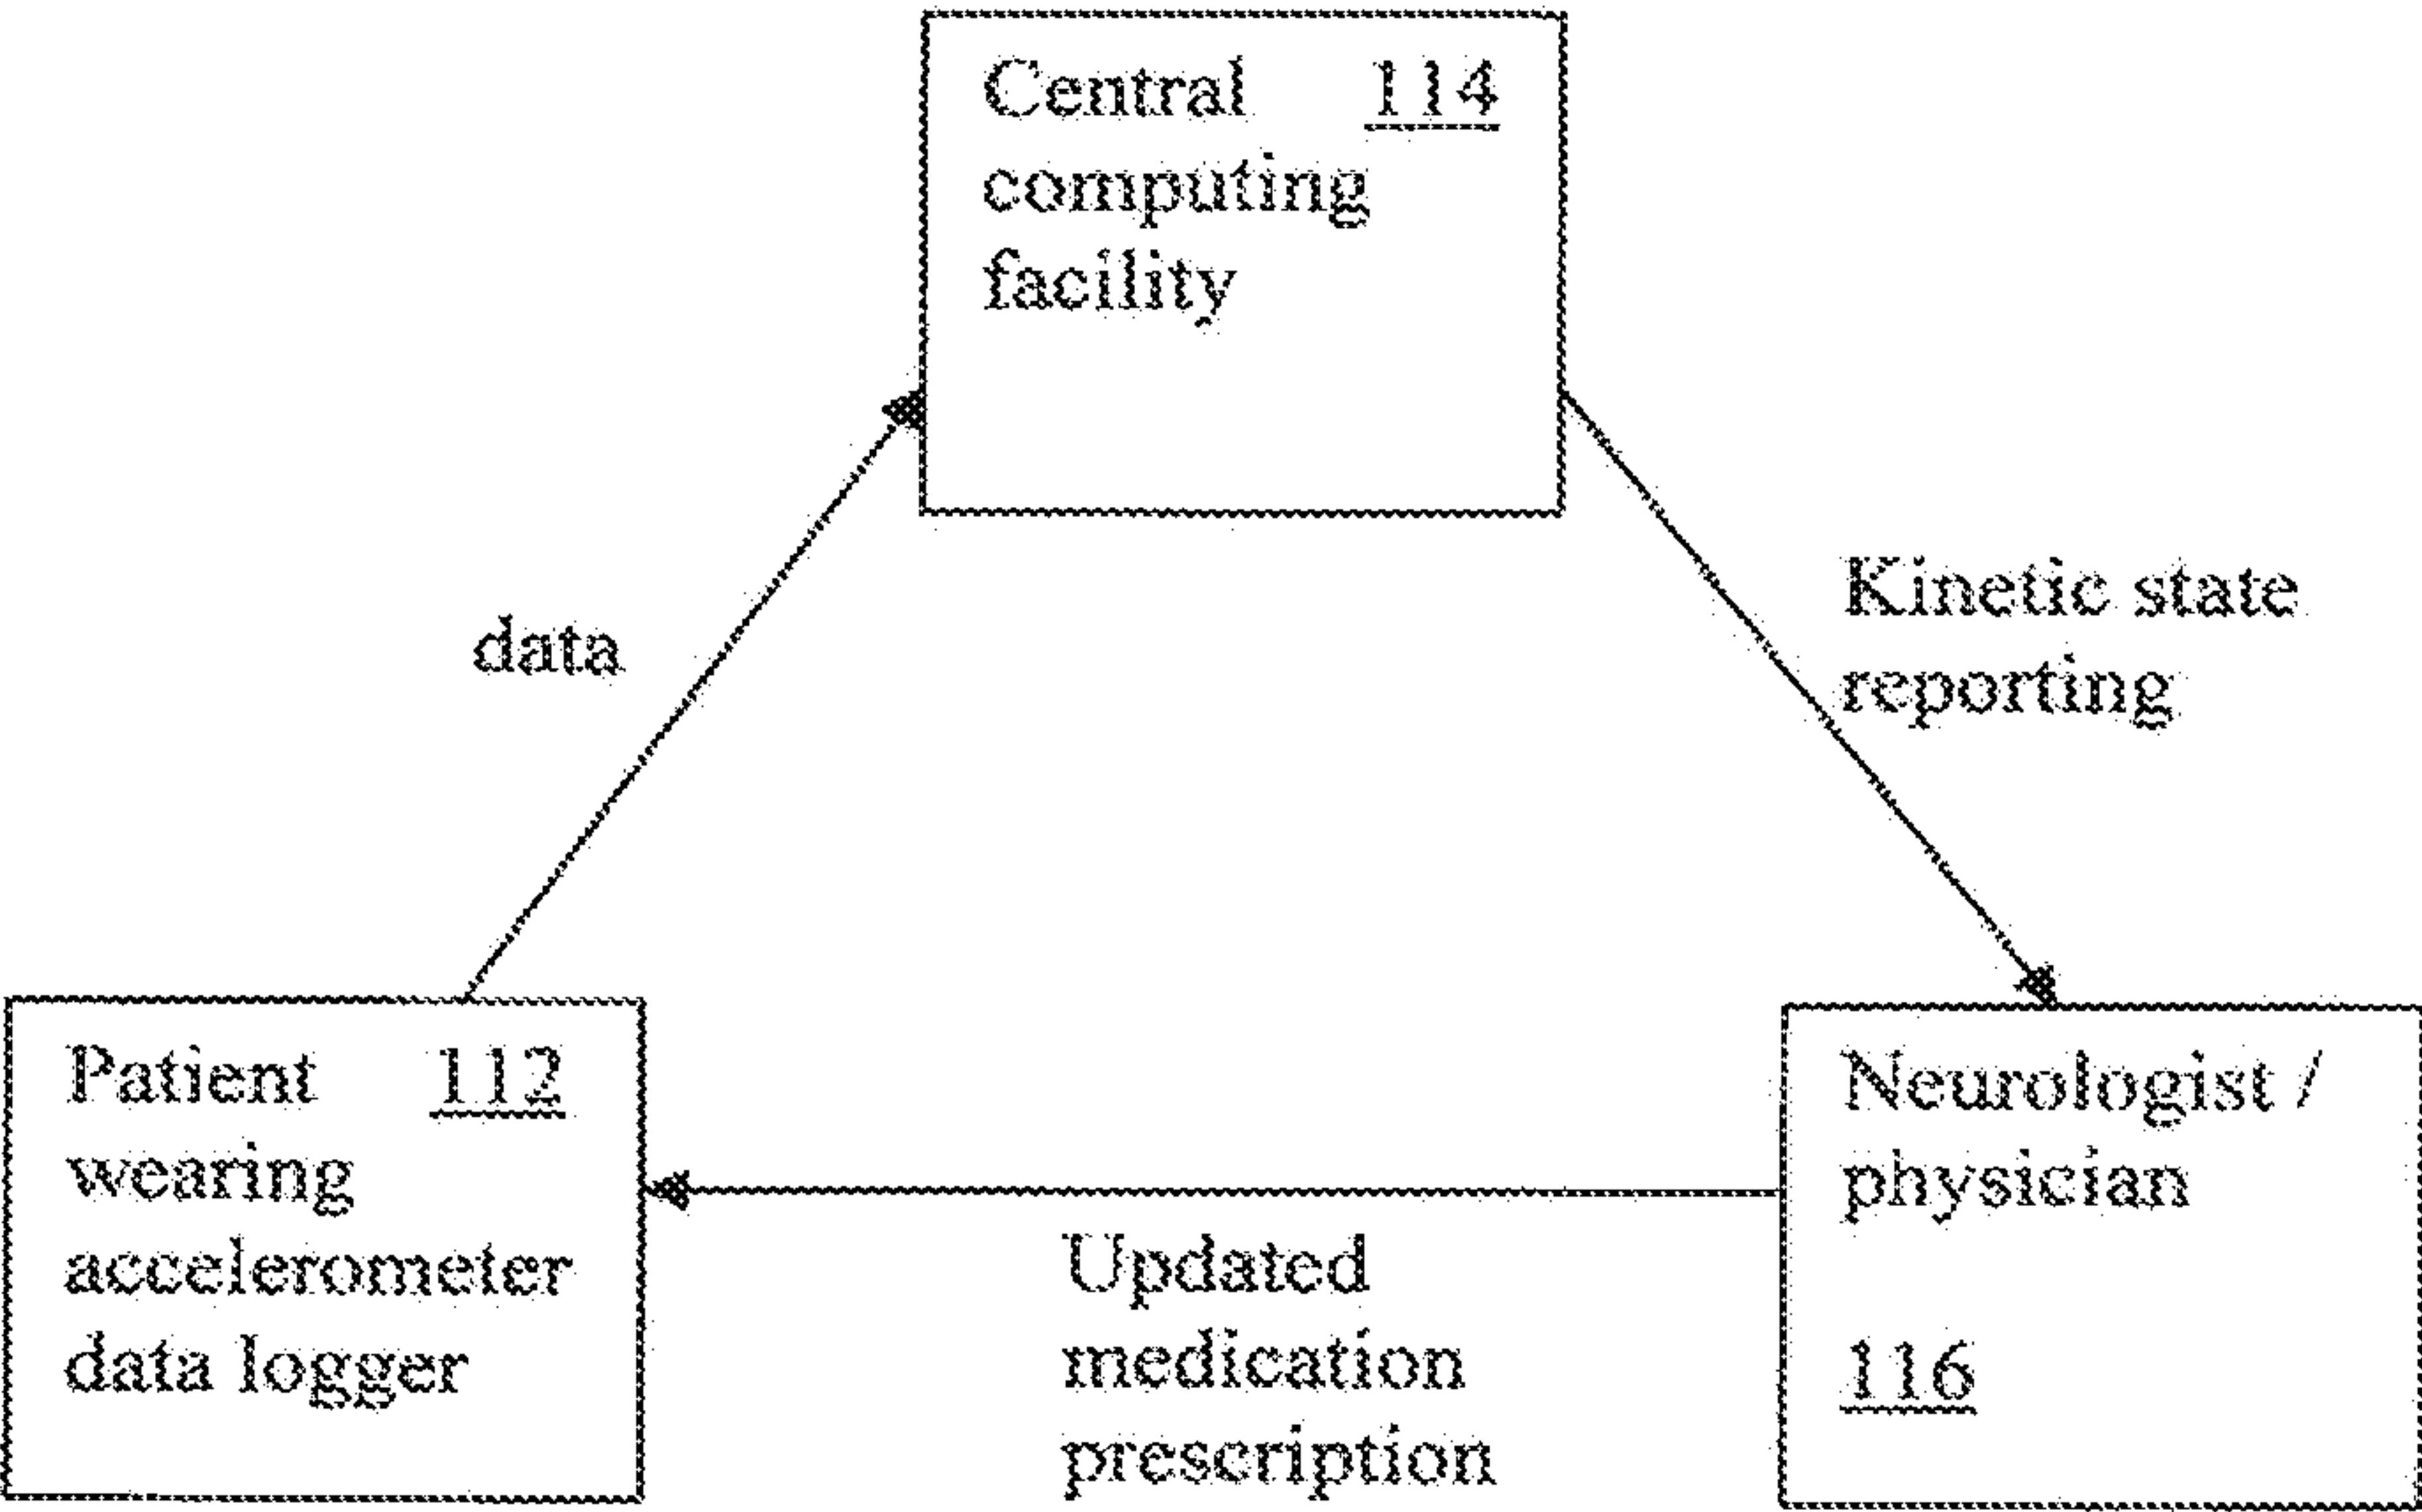 Central 114
computing
facility
data
Kinetic state
reporting
Patient 112
wearing
accelerometer
data logger
Updated
medication
prescription
Neurologist /
physician
116